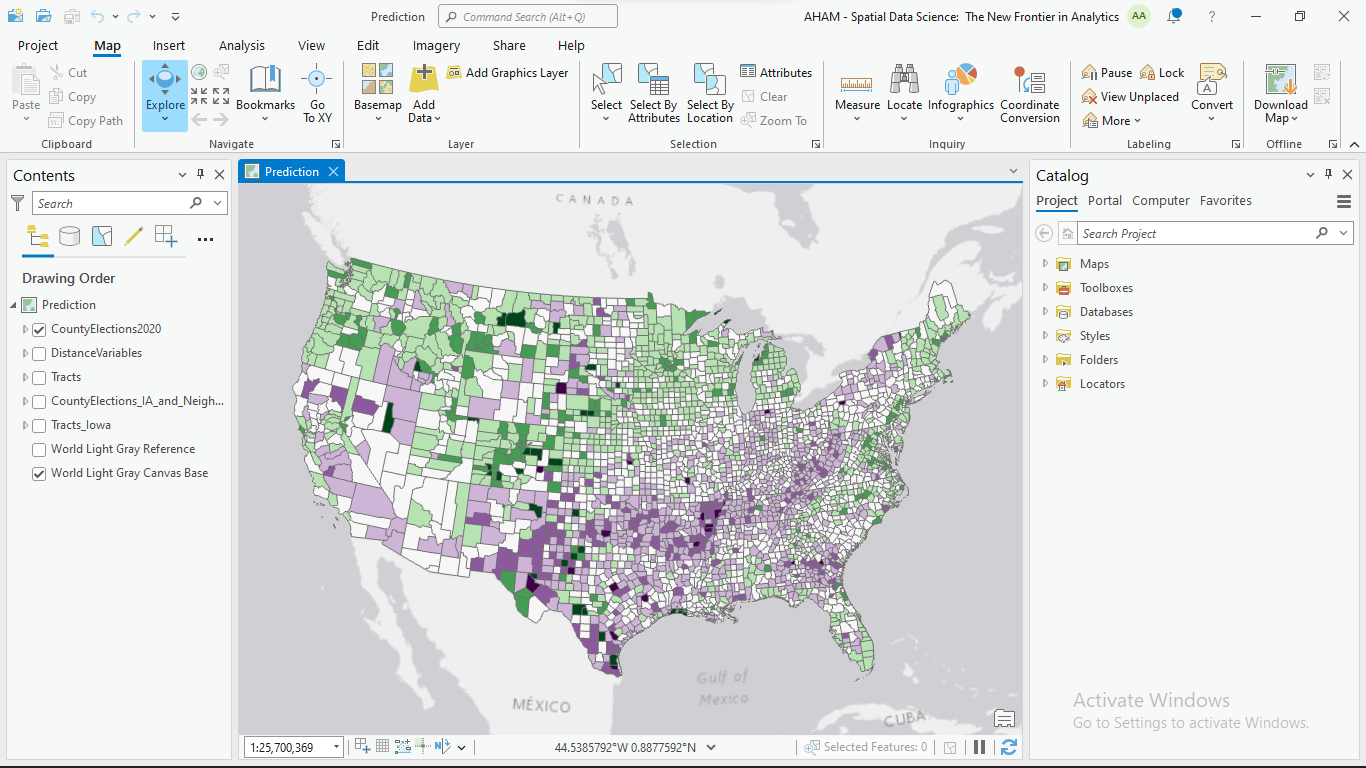 Prediction
Command Search (Alt+Q)
AHAM - Spatial Data Science: The New Frontier in Analytics
AA
?
Project
Map
Insert
Analysis
View
Edit
Imagery
Share
Help
Paste
Cut
Copy
Copy Path
Clipboard
Explore
Bookmarks
Go
To XY
Navigate
Basemap
Add
Data
Add Graphics Layer
Layer
Select
Select By
Attributes
Select By
Location
Attributes
Clear
Zoom To
Selection
Measure
Locate
Infographics
Coordinate
Conversion
Inquiry
Pause
Lock
View Unplaced
More
Convert
Labeling
Download
Map
Offline
Contents
Search
Drawing Order
Prediction
CountyElections2020
DistanceVariables
Tracts
CountyElections_IA_and_Neigh...
Tracts_Iowa
World Light Gray Reference
World Light Gray Canvas Base
Prediction
CANADA
Gulf of
Mexico
MÉXICO
CUBA
1:25,700,369
44.5385792°W 0.8877592°N
Selected Features: 0
Catalog
Project
Portal
Computer
Favorites
Search Project
Maps
Toolboxes
Databases
Styles
Folders
Locators
Activate Windows
Go to Settings to activate Windows.